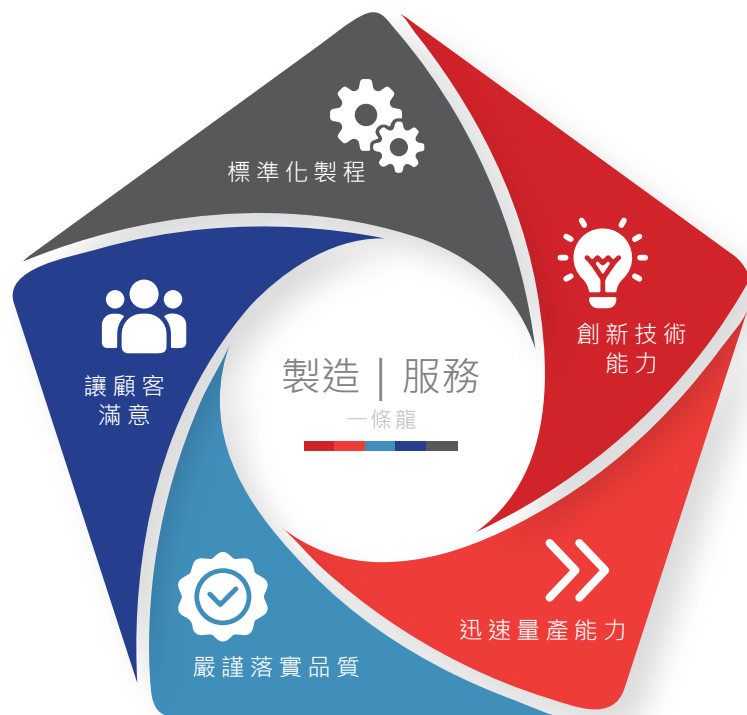 標準化製程
創新技術
能力
讓顧客
滿意
製造 | 服務
一條龍
迅速量產能力
嚴謹落實品質